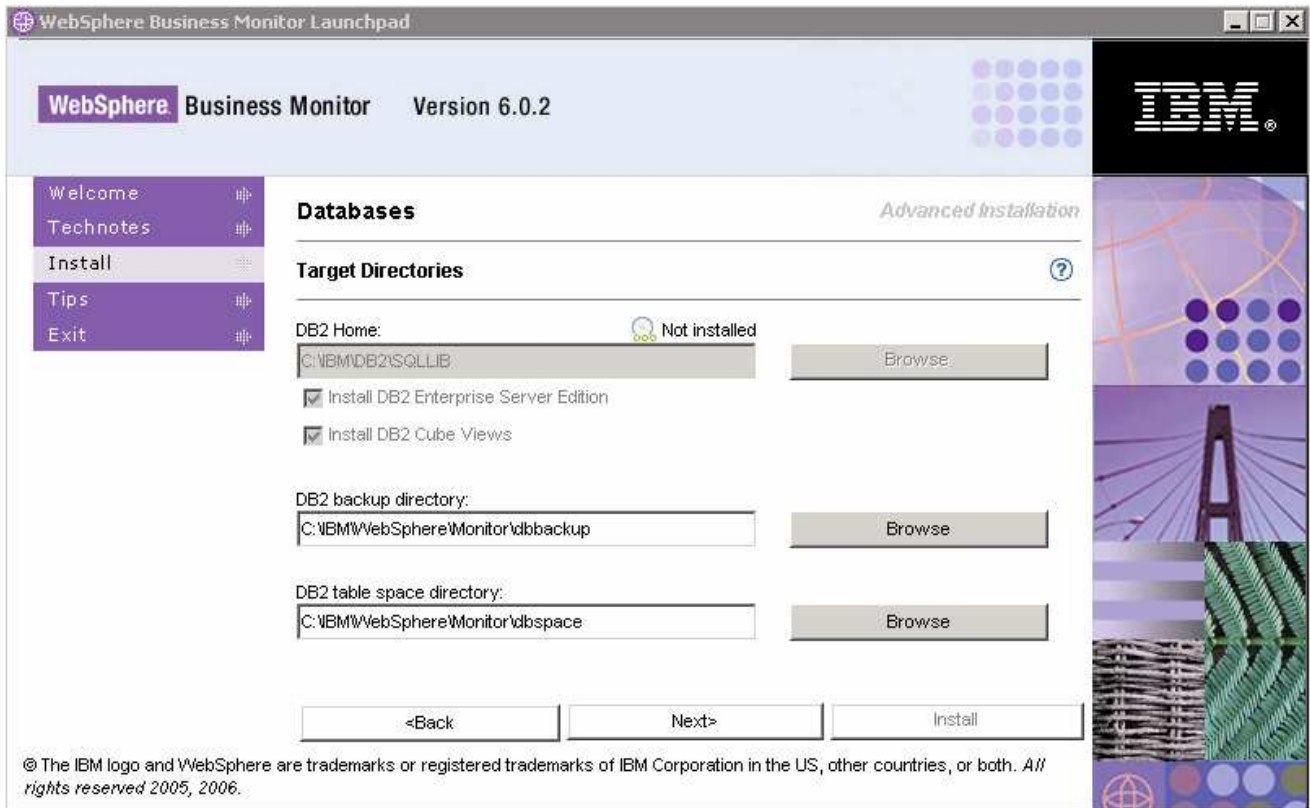 WebSphere Business Monitor Launchpad
WebSphere Business Monitor Version 6.0.2
IBM®
Welcome
Technotes
Install
Tips
Exit
Databases
Advanced Installation
Target Directories
?
DB2 Home:
Not installed
C:\IBM\DB2\SQLLIB
Browse
Install DB2 Enterprise Server Edition
Install DB2 Cube Views
DB2 backup directory:
C:\IBM\WebSphere\Monitor\dbbackup
Browse
DB2 table space directory:
C:\IBM\WebSphere\Monitor\dbspace
Browse
<Back
Next>
Install
© The IBM logo and WebSphere are trademarks or registered trademarks of IBM Corporation in the US, other countries, or both. All
rights reserved 2005, 2006.